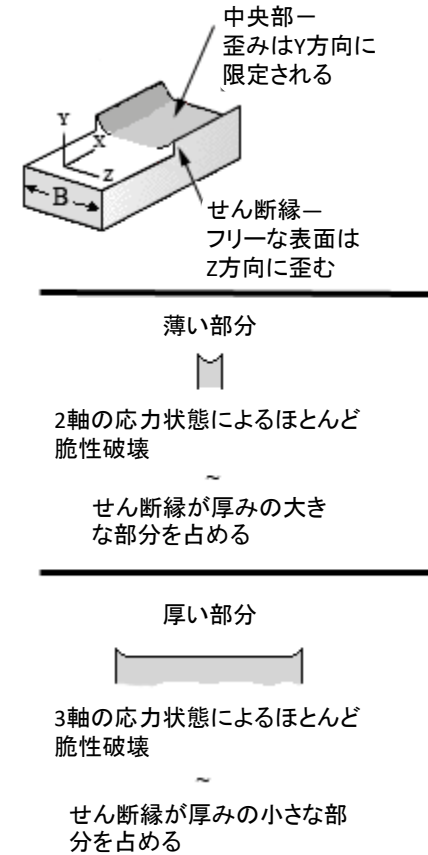 中央部－
歪みはY方向に
限定される
Y
X
Z
B
せん断縁－
フリーな表面は
Z方向に歪む
薄い部分
2軸の応力状態によるほとんど
脆性破壊
~
せん断縁が厚みの大き
な部分を占める
厚い部分
3軸の応力状態によるほとんど
脆性破壊
~
せん断縁が厚みの小さな部
分を占める